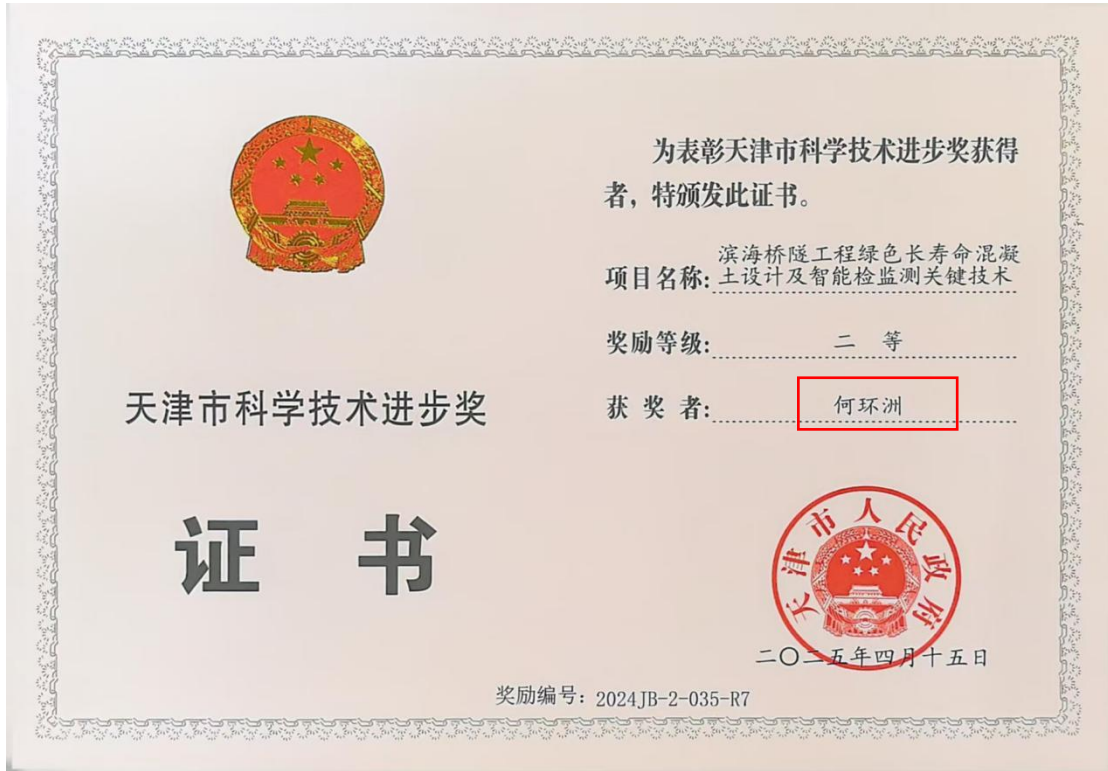 为表彰天津市科学技术进步奖获得
者，特颁发此证书。
项目名称:滨海桥隧工程绿色长寿命混凝
土设计及智能检监测关键技术
奖励等级:二 等
获 奖 者:何环洲
天津市科学技术进步奖
证 书
天津市人民政府
二〇二五年四月十五日
奖励编号：2024JB-2-035-R7